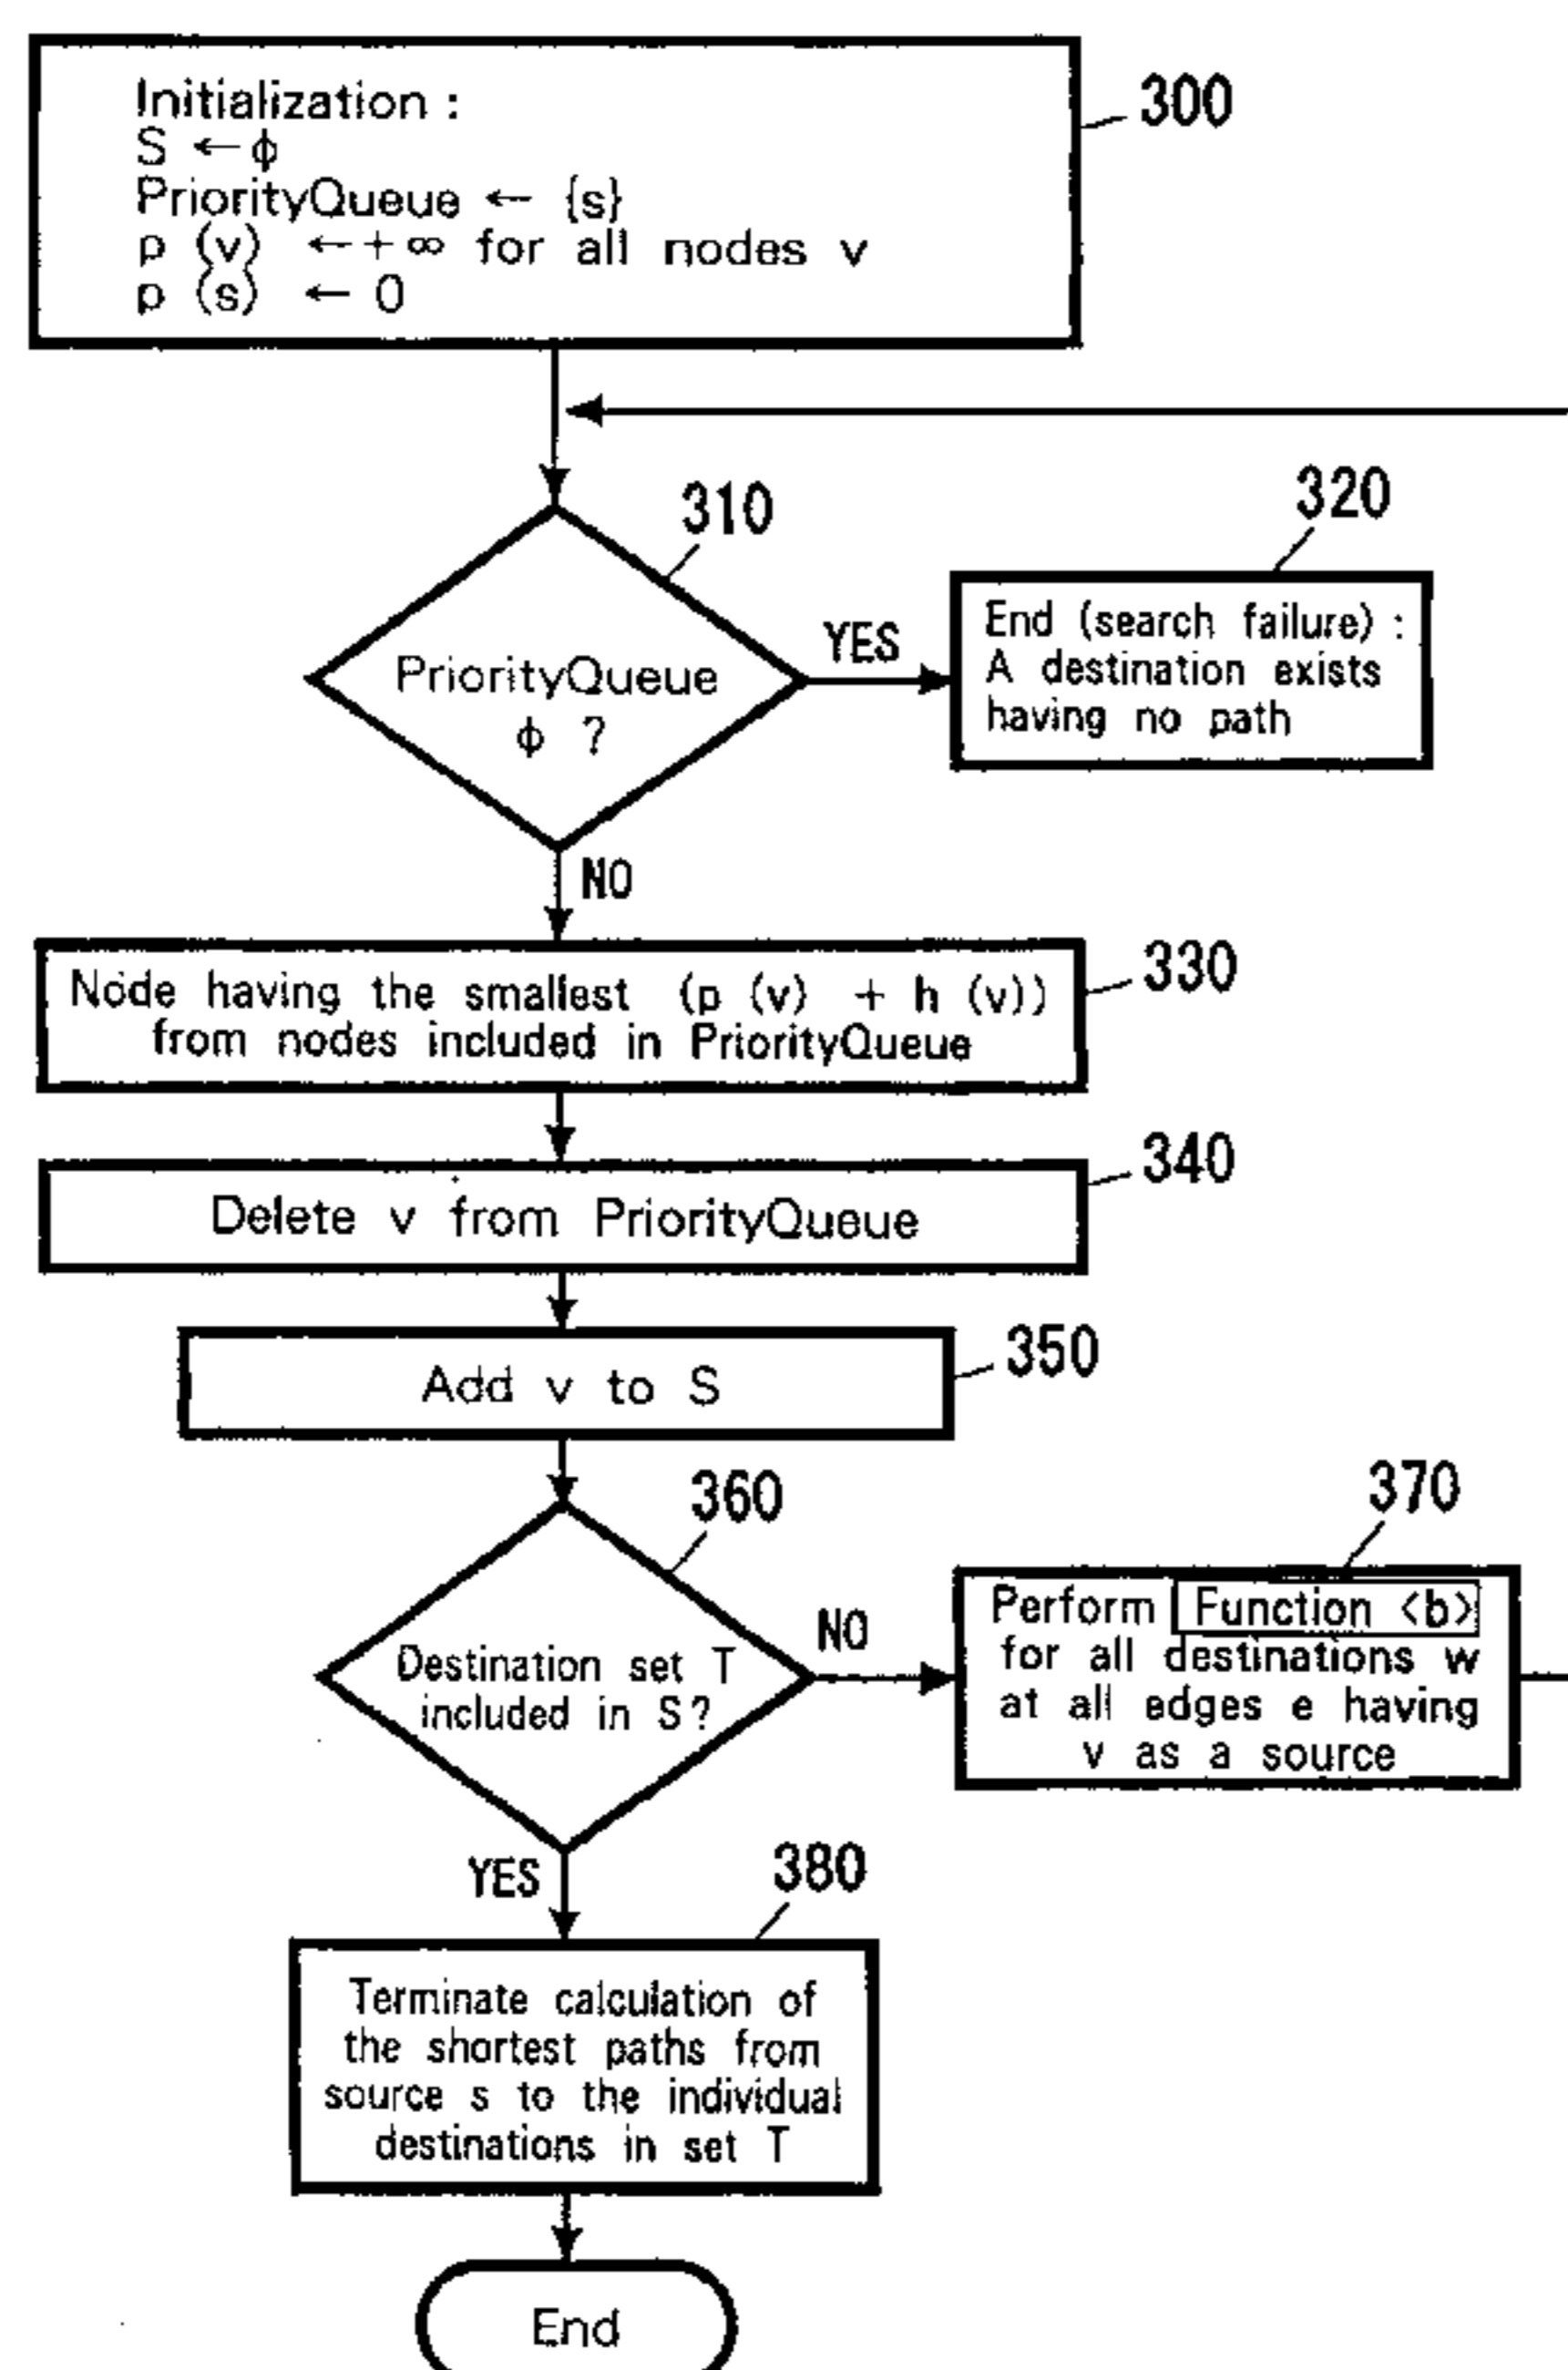 Initialization :
S ← ϕ
PriorityQueue ← {s}
p (v) ← + ∞ for all nodes v
p (s) ← 0
300
310
PriorityQueue
ϕ ?
YES
320
End (search failure) :
A destination exists
having no path
NO
Node having the smallest (p (v) + h (v))
from nodes included in PriorityQueue
330
Delete v from PriorityQueue
340
Add v to S
350
360
Destination set T
included in S?
NO
370
Perform Function <b>
for all destinations w
at all edges e having
v as a source
YES
380
Terminate calculation of
the shortest paths from
source s to the individual
destinations in set T
End